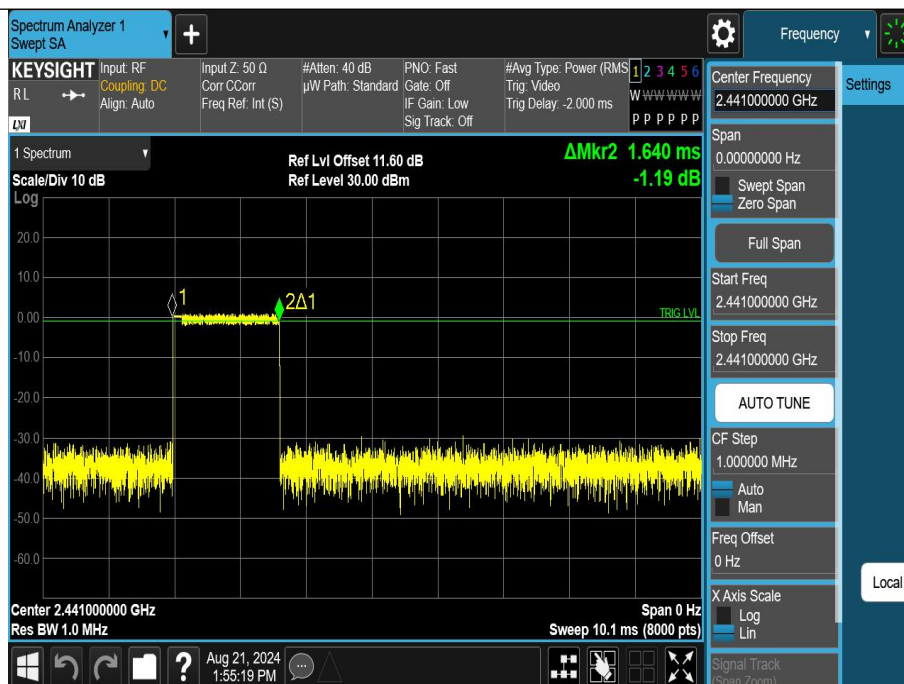 Spectrum Analyzer 1
Swept SA
Frequency
KEYSIGHT
RL
LXI
Input: RF
Coupling: DC
Align: Auto
Input Z: 50 Ω
Corr CCorr
Freq Ref: Int (S)
#Atten: 40 dB
µW Path: Standard
PNO: Fast
Gate: Off
IF Gain: Low
Sig Track: Off
#Avg Type: Power (RMS
Trig: Video
Trig Delay: -2.000 ms
1 2 3 4 5 6
W W W W W W
P P P P P P
Settings
1 Spectrum
Scale/Div 10 dB
Log
Ref Lvl Offset 11.60 dB
Ref Level 30.00 dBm
ΔMkr2 1.640 ms
-1.19 dB
20.0
10.0
0.00
-10.0
-20.0
-30.0
-40.0
-50.0
-60.0
1
2Δ1
TRIG LVL
Center 2.441000000 GHz
Res BW 1.0 MHz
Span 0 Hz
Sweep 10.1 ms (8000 pts)
Center Frequency
2.441000000 GHz
Span
0.00000000 Hz
Swept Span
Zero Span
Full Span
Start Freq
2.441000000 GHz
Stop Freq
2.441000000 GHz
AUTO TUNE
CF Step
1.000000 MHz
Auto
Man
Freq Offset
0 Hz
X Axis Scale
Log
Lin
Signal Track
(Span Zoom)
Local
Aug 21, 2024
1:55:19 PM
?